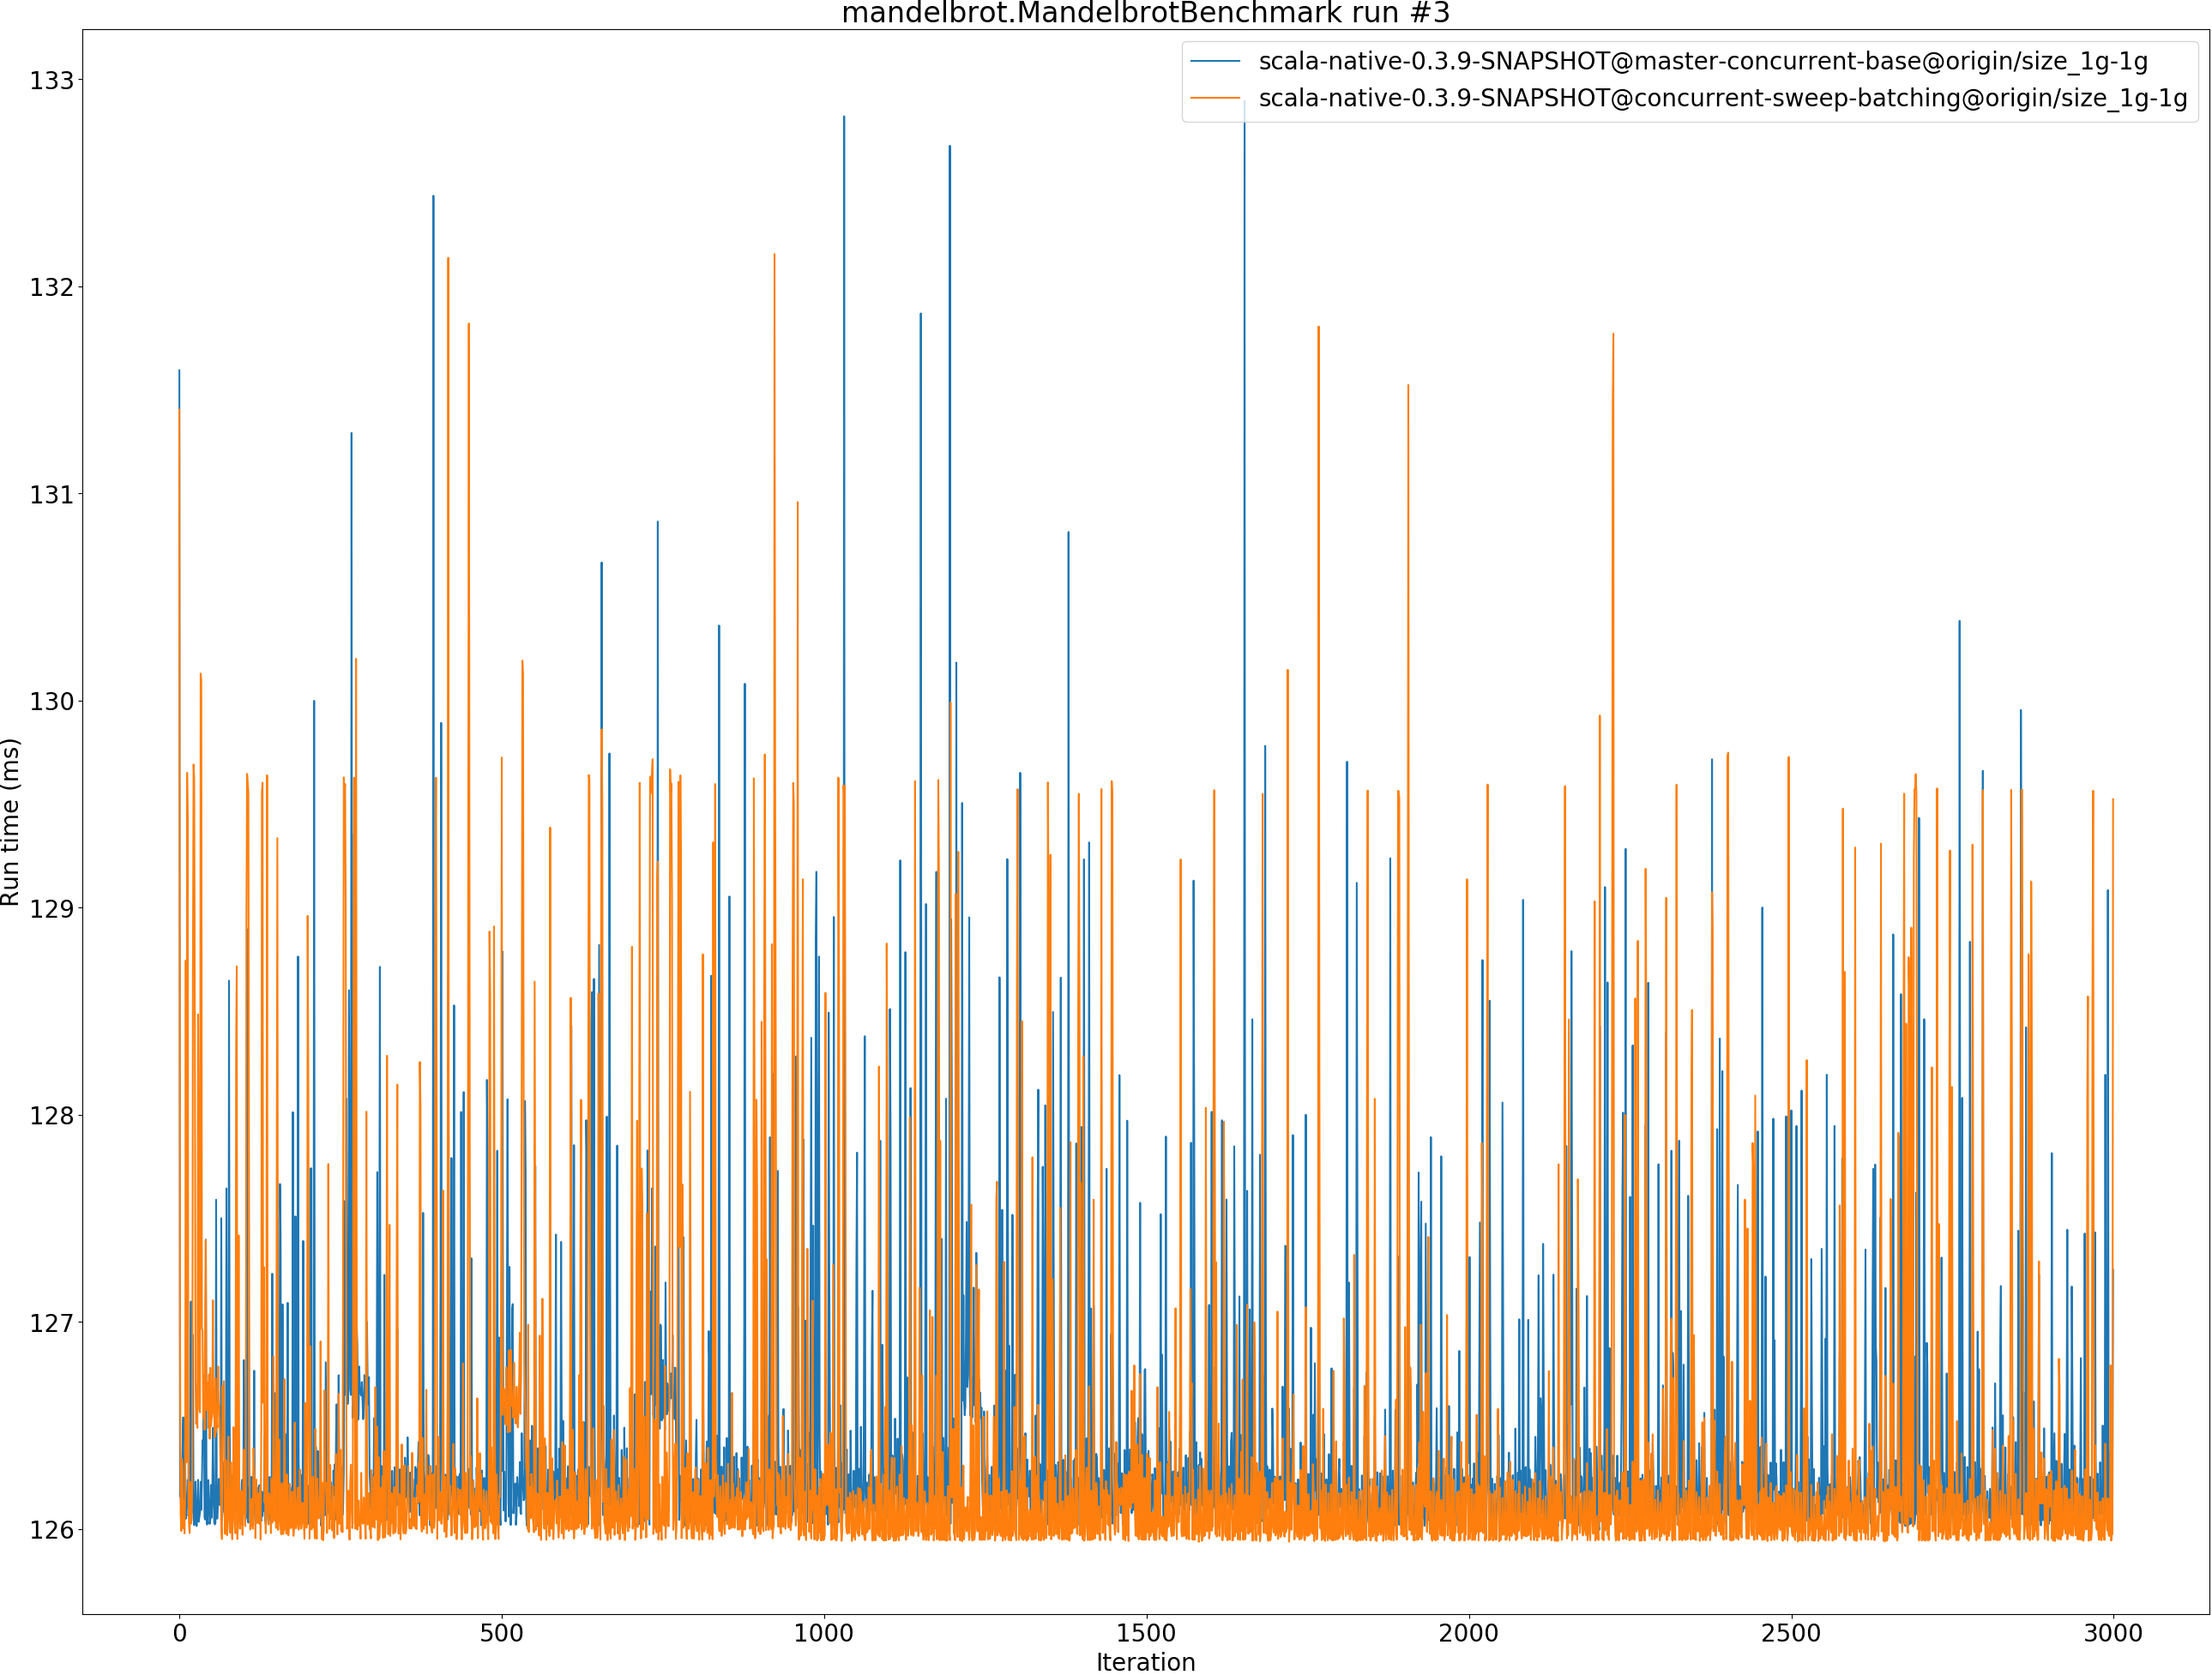 mandelbrot.MandelbrotBenchmark run #3
scala-native-0.3.9-SNAPSHOT@master-concurrent-base@origin/size_1g-1g
scala-native-0.3.9-SNAPSHOT@concurrent-sweep-batching@origin/size_1g-1g
Run time (ms)
133
132
131
130
129
128
127
126
0 500 1000 1500 2000 2500 3000
Iteration